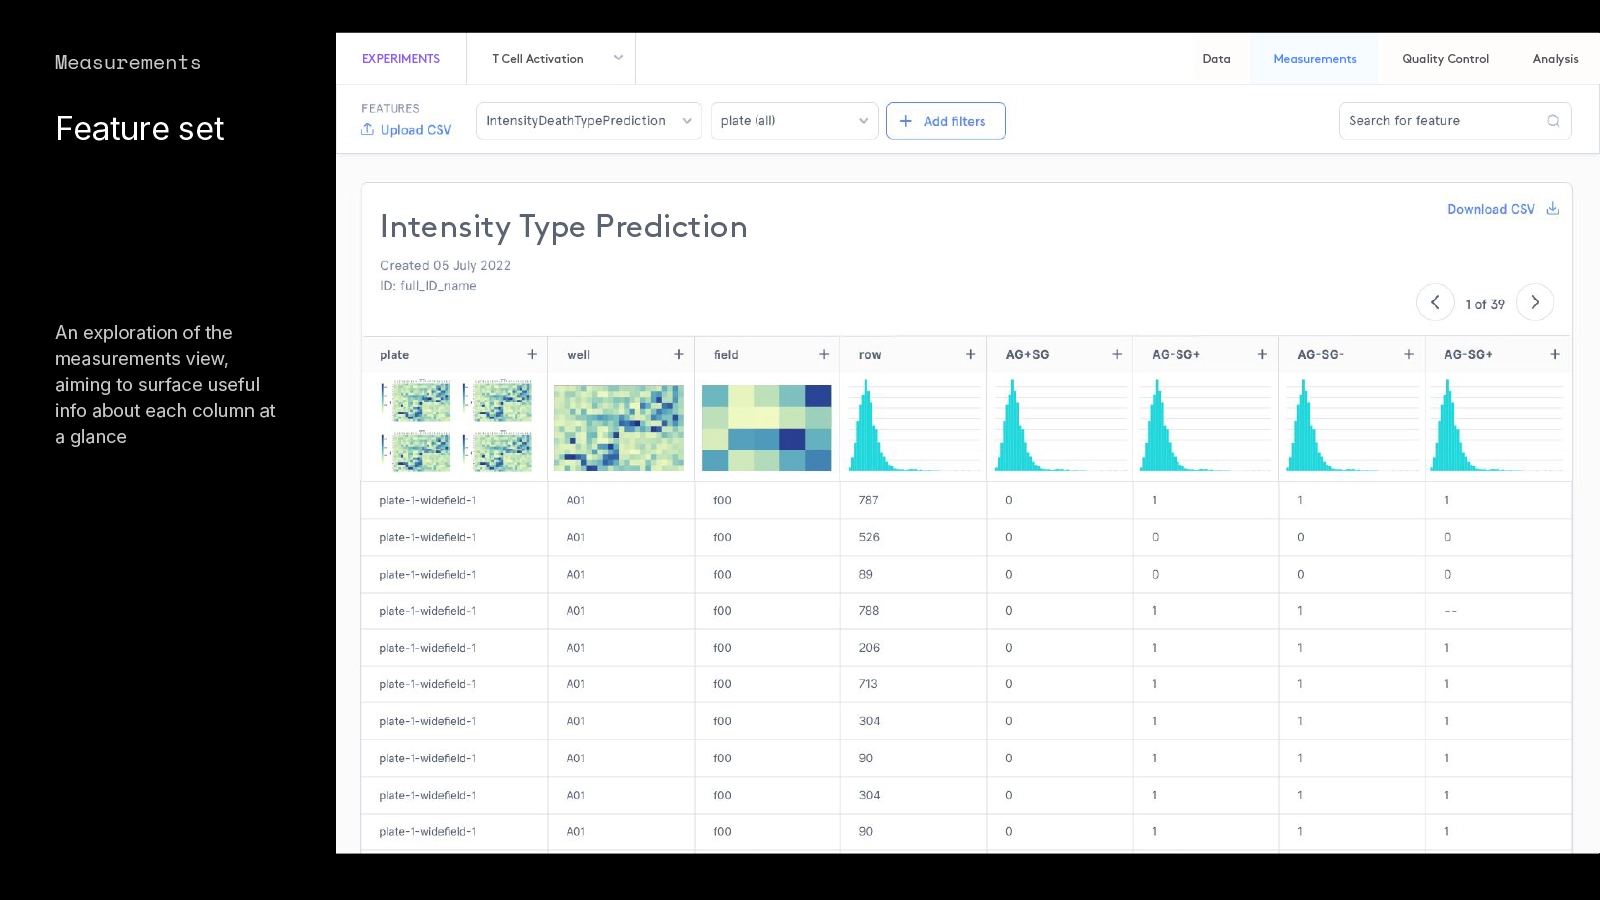 Measurements
Feature set
An exploration of the
measurements view,
aiming to surface useful
info about each column at
a glance
EXPERIMENTS T Cell Activation Data Measurements Quality Control Analysis
FEATURES
Upload CSV IntensityDeathTypePrediction plate (all) + Add filters Search for feature
Intensity Type Prediction
Download CSV
Created 05 July 2022
ID: full_ID_name
1 of 39
plate + well + field + row + AG+SG + AG-SG+ + AG-SG- + AG-SG+ +
plate-1-widefield-1 A01 f00 787 0 1 1 1
plate-1-widefield-1 A01 f00 526 0 0 0 0
plate-1-widefield-1 A01 f00 89 0 0 0 0
plate-1-widefield-1 A01 f00 788 0 1 1 --
plate-1-widefield-1 A01 f00 206 0 1 1 1
plate-1-widefield-1 A01 f00 713 0 1 1 1
plate-1-widefield-1 A01 f00 304 0 1 1 1
plate-1-widefield-1 A01 f00 90 0 1 1 1
plate-1-widefield-1 A01 f00 304 0 1 1 1
plate-1-widefield-1 A01 f00 90 0 1 1 1